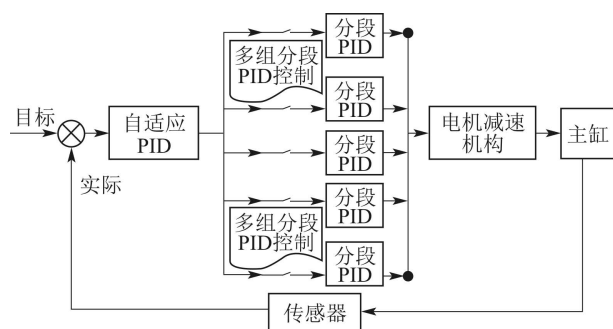 目标
实际
自适应
PID
分段
PID
多组分段
PID控制
分段
PID
分段
PID
分段
PID
多组分段
PID控制
分段
PID
电机减速
机构
主缸
传感器